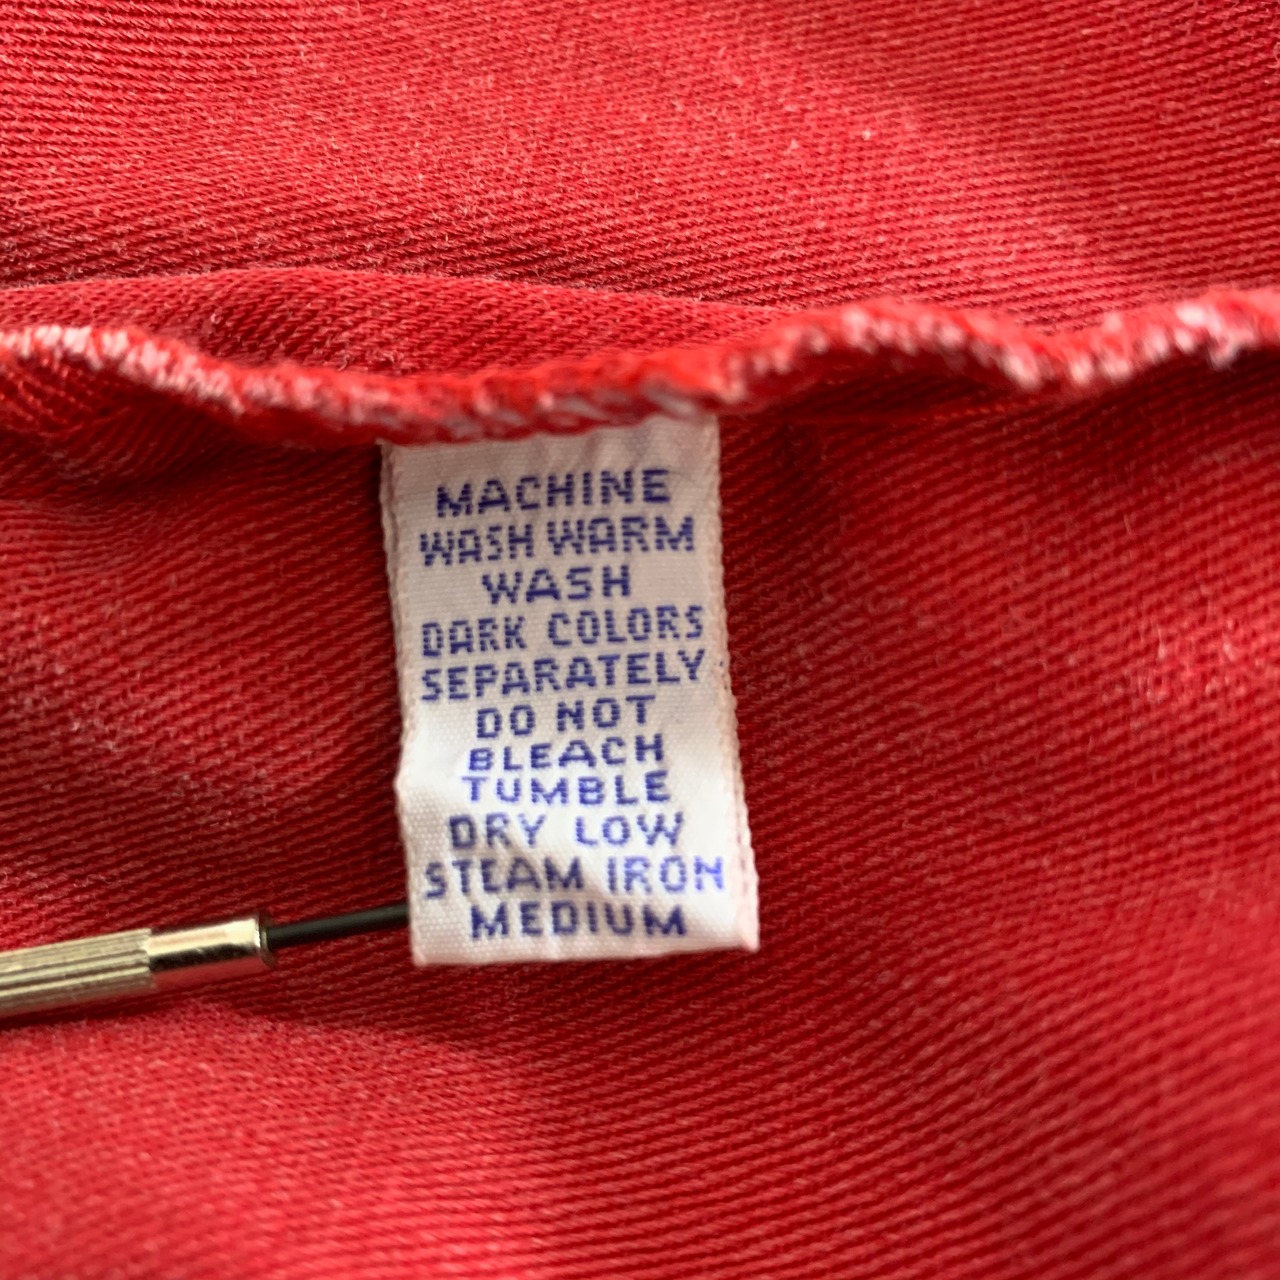 MACHINE
WASH WARM
WASH
DARK COLORS
SEPARATELY
DO NOT
BLEACH
TUMBLE
DRY LOW
STEAM IRON
MEDIUM